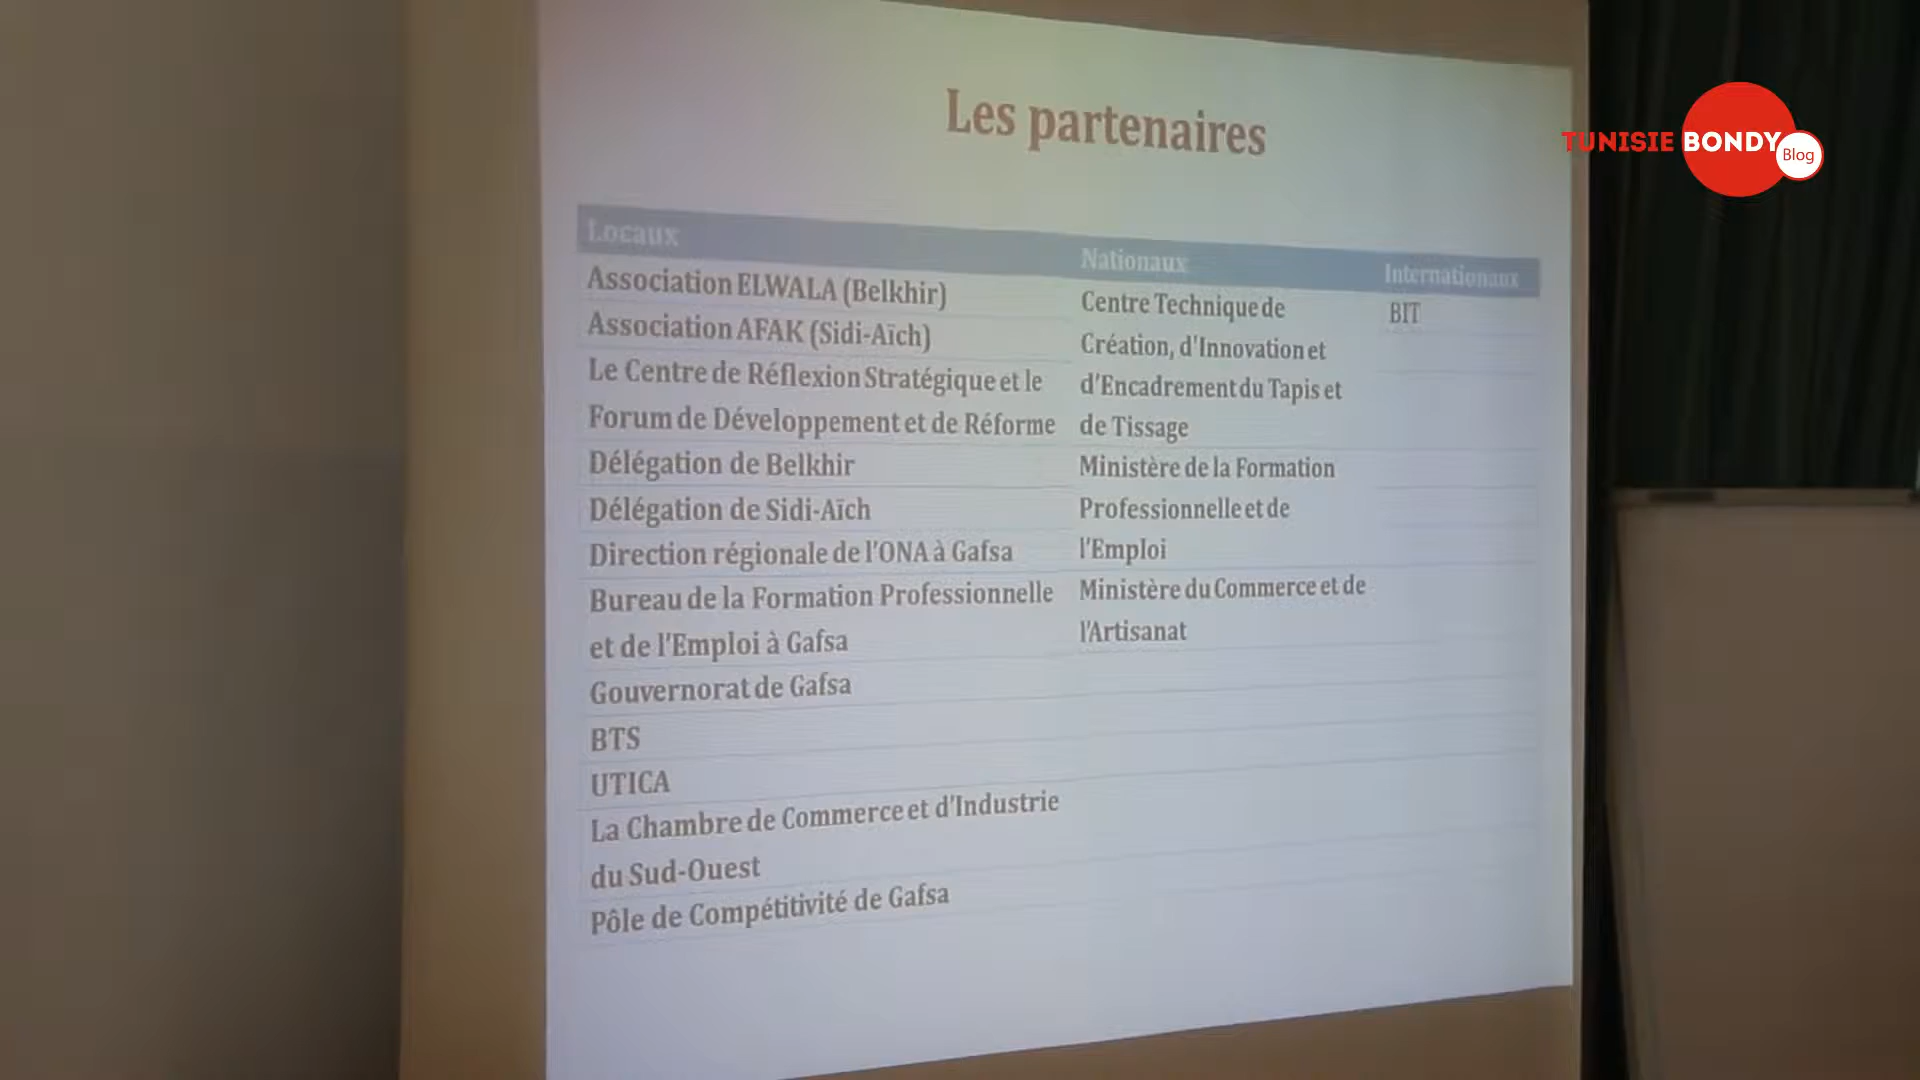 Les partenaires
TUNISIE BONDY
Blog
Locaux
Nationaux
Internationaux
Association ELWALA (Belkhir)
Association AFAK (Sidi-Aïch)
Le Centre de Réflexion Stratégique et le
Forum de Développement et de Réforme
Délégation de Belkhir
Délégation de Sidi-Aïch
Direction régionale de l'ONA à Gafsa
Bureau de la Formation Professionnelle
et de l'Emploi à Gafsa
Gouvernorat de Gafsa
BTS
UTICA
La Chambre de Commerce et d'Industrie
du Sud-Ouest
Pôle de Compétitivité de Gafsa
Centre Technique de
Création, d'Innovation et
d'Encadrement du Tapis et
de Tissage
Ministère de la Formation
Professionnelle et de
l'Emploi
Ministère du Commerce et de
l'Artisanat
BIT